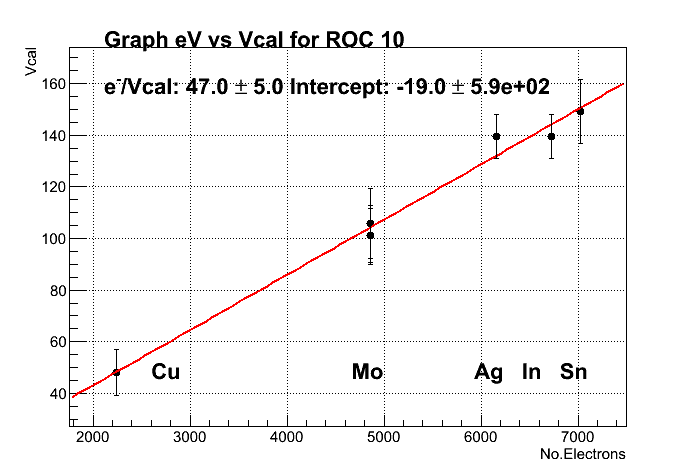 Graph eV vs Vcal for ROC 10
Vcal
e-/Vcal: 47.0 ± 5.0 Intercept: -19.0 ± 5.9e+02
160
140
120
100
80
60
40
Cu Mo Ag In Sn
2000 3000 4000 5000 6000 7000
No.Electrons